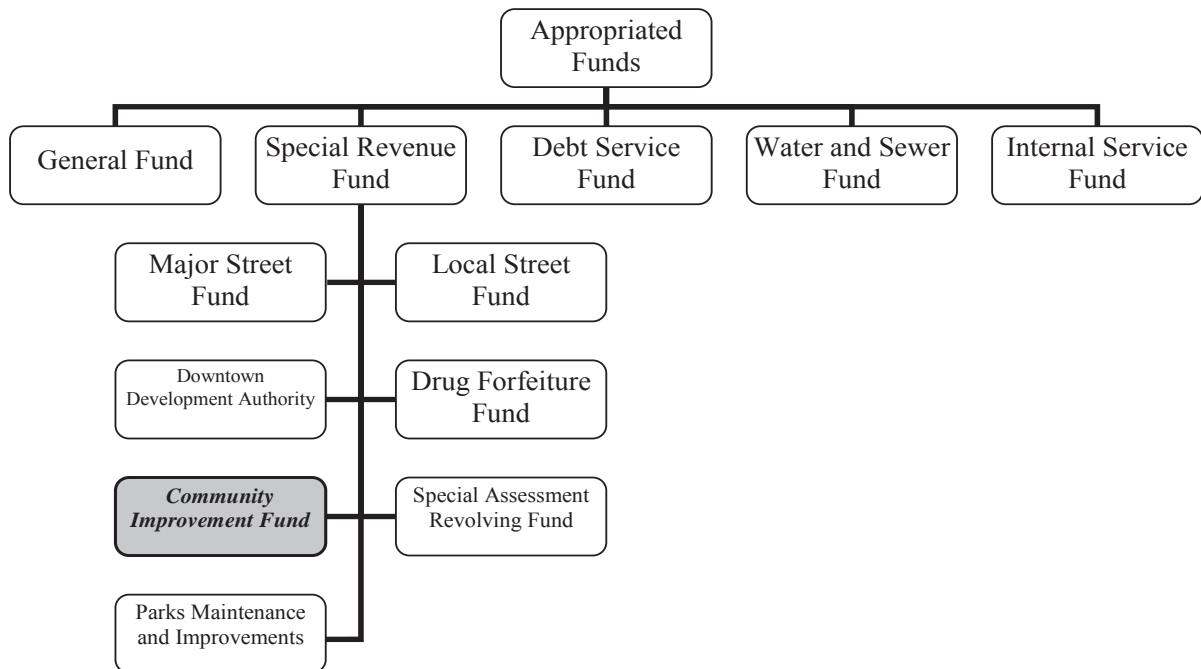 Appropriated
Funds
General Fund
Special Revenue
Fund
Debt Service
Fund
Water and Sewer
Fund
Internal Service
Fund
Major Street
Fund
Local Street
Fund
Downtown
Development Authority
Drug Forfeiture
Fund
Community
Improvement Fund
Special Assessment
Revolving Fund
Parks Maintenance
and Improvements